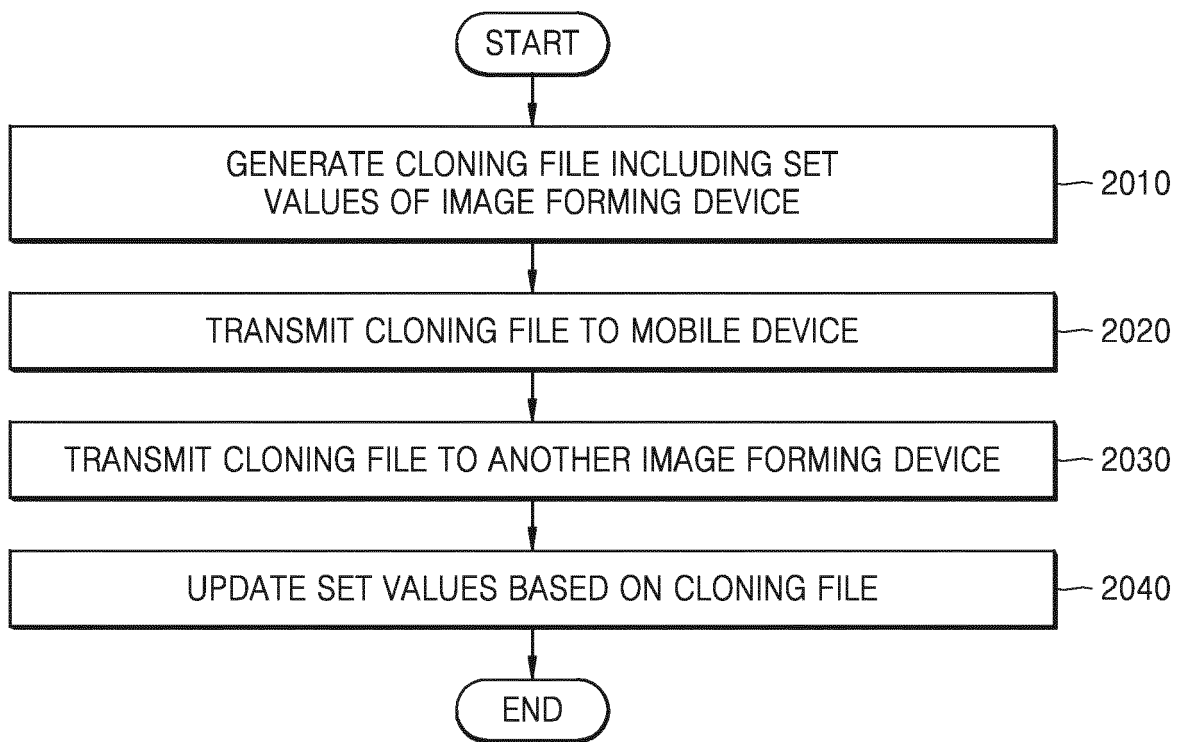 START
GENERATE CLONING FILE INCLUDING SET
VALUES OF IMAGE FORMING DEVICE
2010
TRANSMIT CLONING FILE TO MOBILE DEVICE
2020
TRANSMIT CLONING FILE TO ANOTHER IMAGE FORMING DEVICE
2030
UPDATE SET VALUES BASED ON CLONING FILE
2040
END